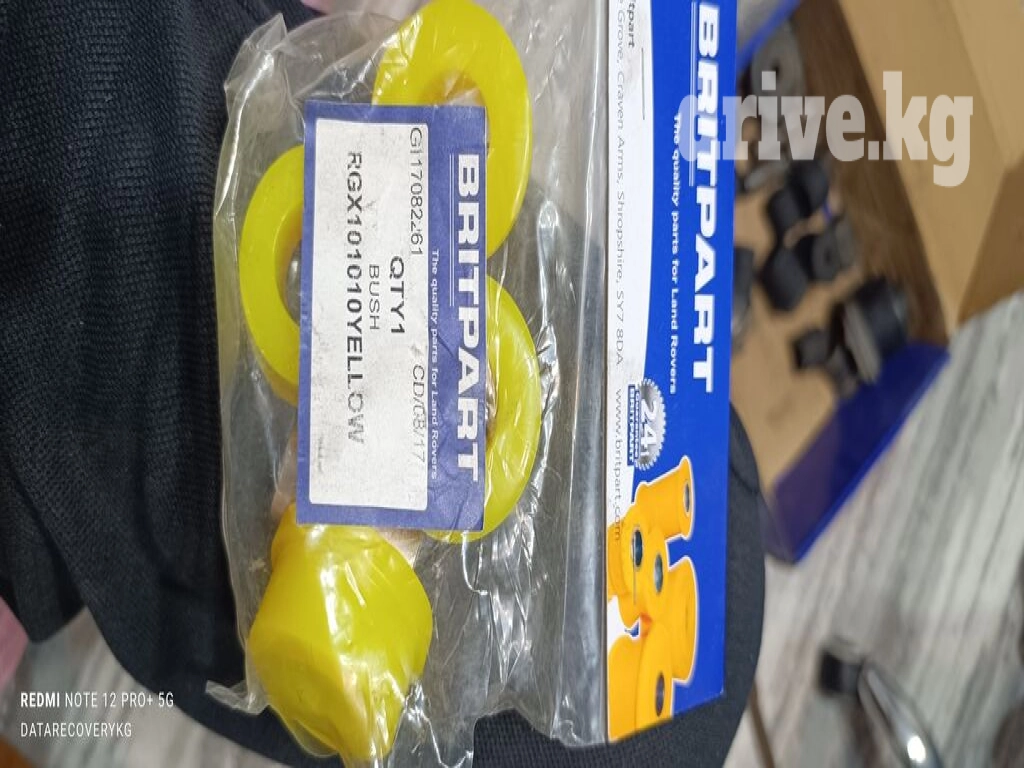 BRITPART
The quality parts for Land Rovers
Grove, Craven Arms, Shropshire, SY7 8DA www.britpart.com
BRITPART
The quality parts for Land Rovers
G117082261 CD/08/17
QTY1
BUSH
RGX101010YELLOW
drive.kg
REDMI NOTE 12 PRO+ 5G
DATARECOVERYKG